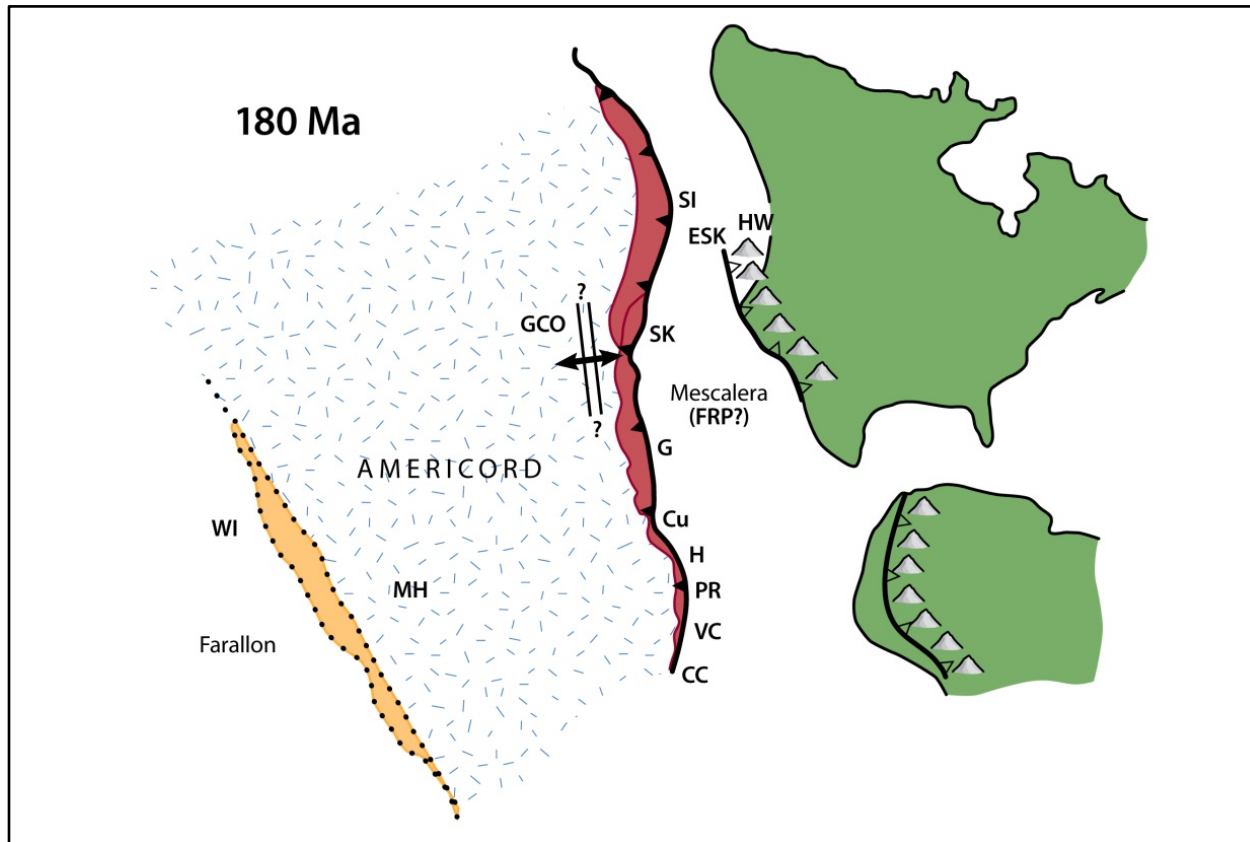 180 Ma
SI
HW
ESK
?
GCO
SK
Mescalera
(FRP?)
?
G
AMERICORD
Cu
WI
H
MH
PR
Farallon
VC
CC